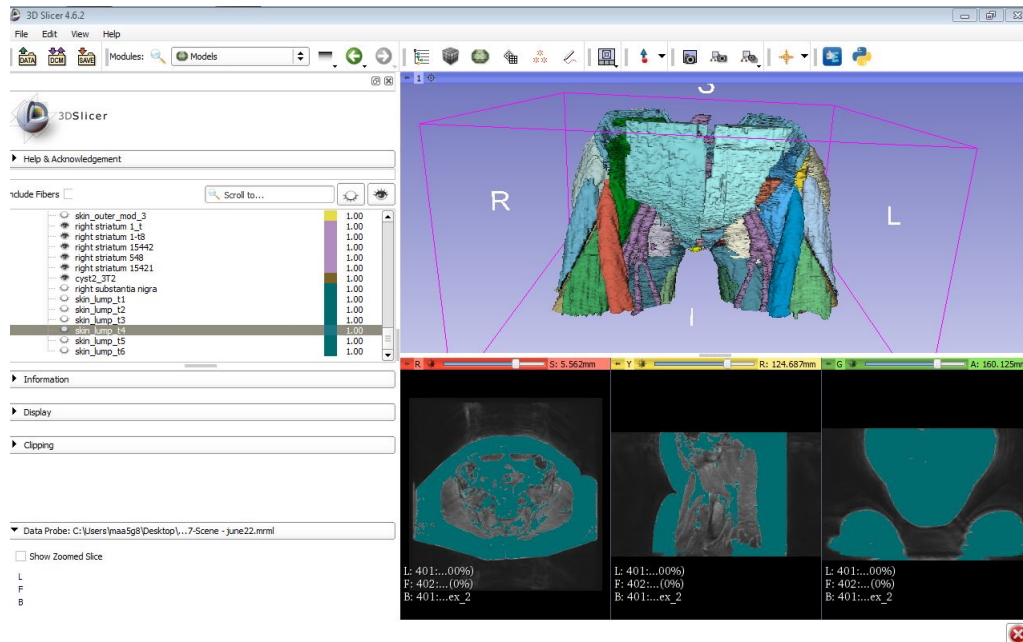 3D Slicer 4.6.2
File Edit View Help
DATA DCM SAVE Modules: Models
1
3DSlicer
Help & Acknowledgement
nclude Fibers Scroll to...
skin_outer_mod_3 1.00
right striatum 1_t 1.00
right striatum 1-t8 1.00
right striatum 15442 1.00
right striatum 548 1.00
right striatum 15421 1.00
cyst2_3T2 1.00
right substantia nigra 1.00
skin_lump_t1 1.00
skin_lump_t2 1.00
skin_lump_t3 1.00
skin_lump_t4 1.00
skin_lump_t5 1.00
skin_lump_t6 1.00
Information
Display
Clipping
Data Probe: C:\Users\maa5g8\Desktop\...7-Scene - june22.mrml
Show Zoomed Slice
L
F
B
S
R
L
I
R S: 5.562mm
Y R: 124.687mm
G A: 160.125mm
L: 401:...00%)
F: 402:...(0%)
B: 401:...ex_2
L: 401:...00%)
F: 402:...(0%)
B: 401:...ex_2
L: 401:...00%)
F: 402:...(0%)
B: 401:...ex_2